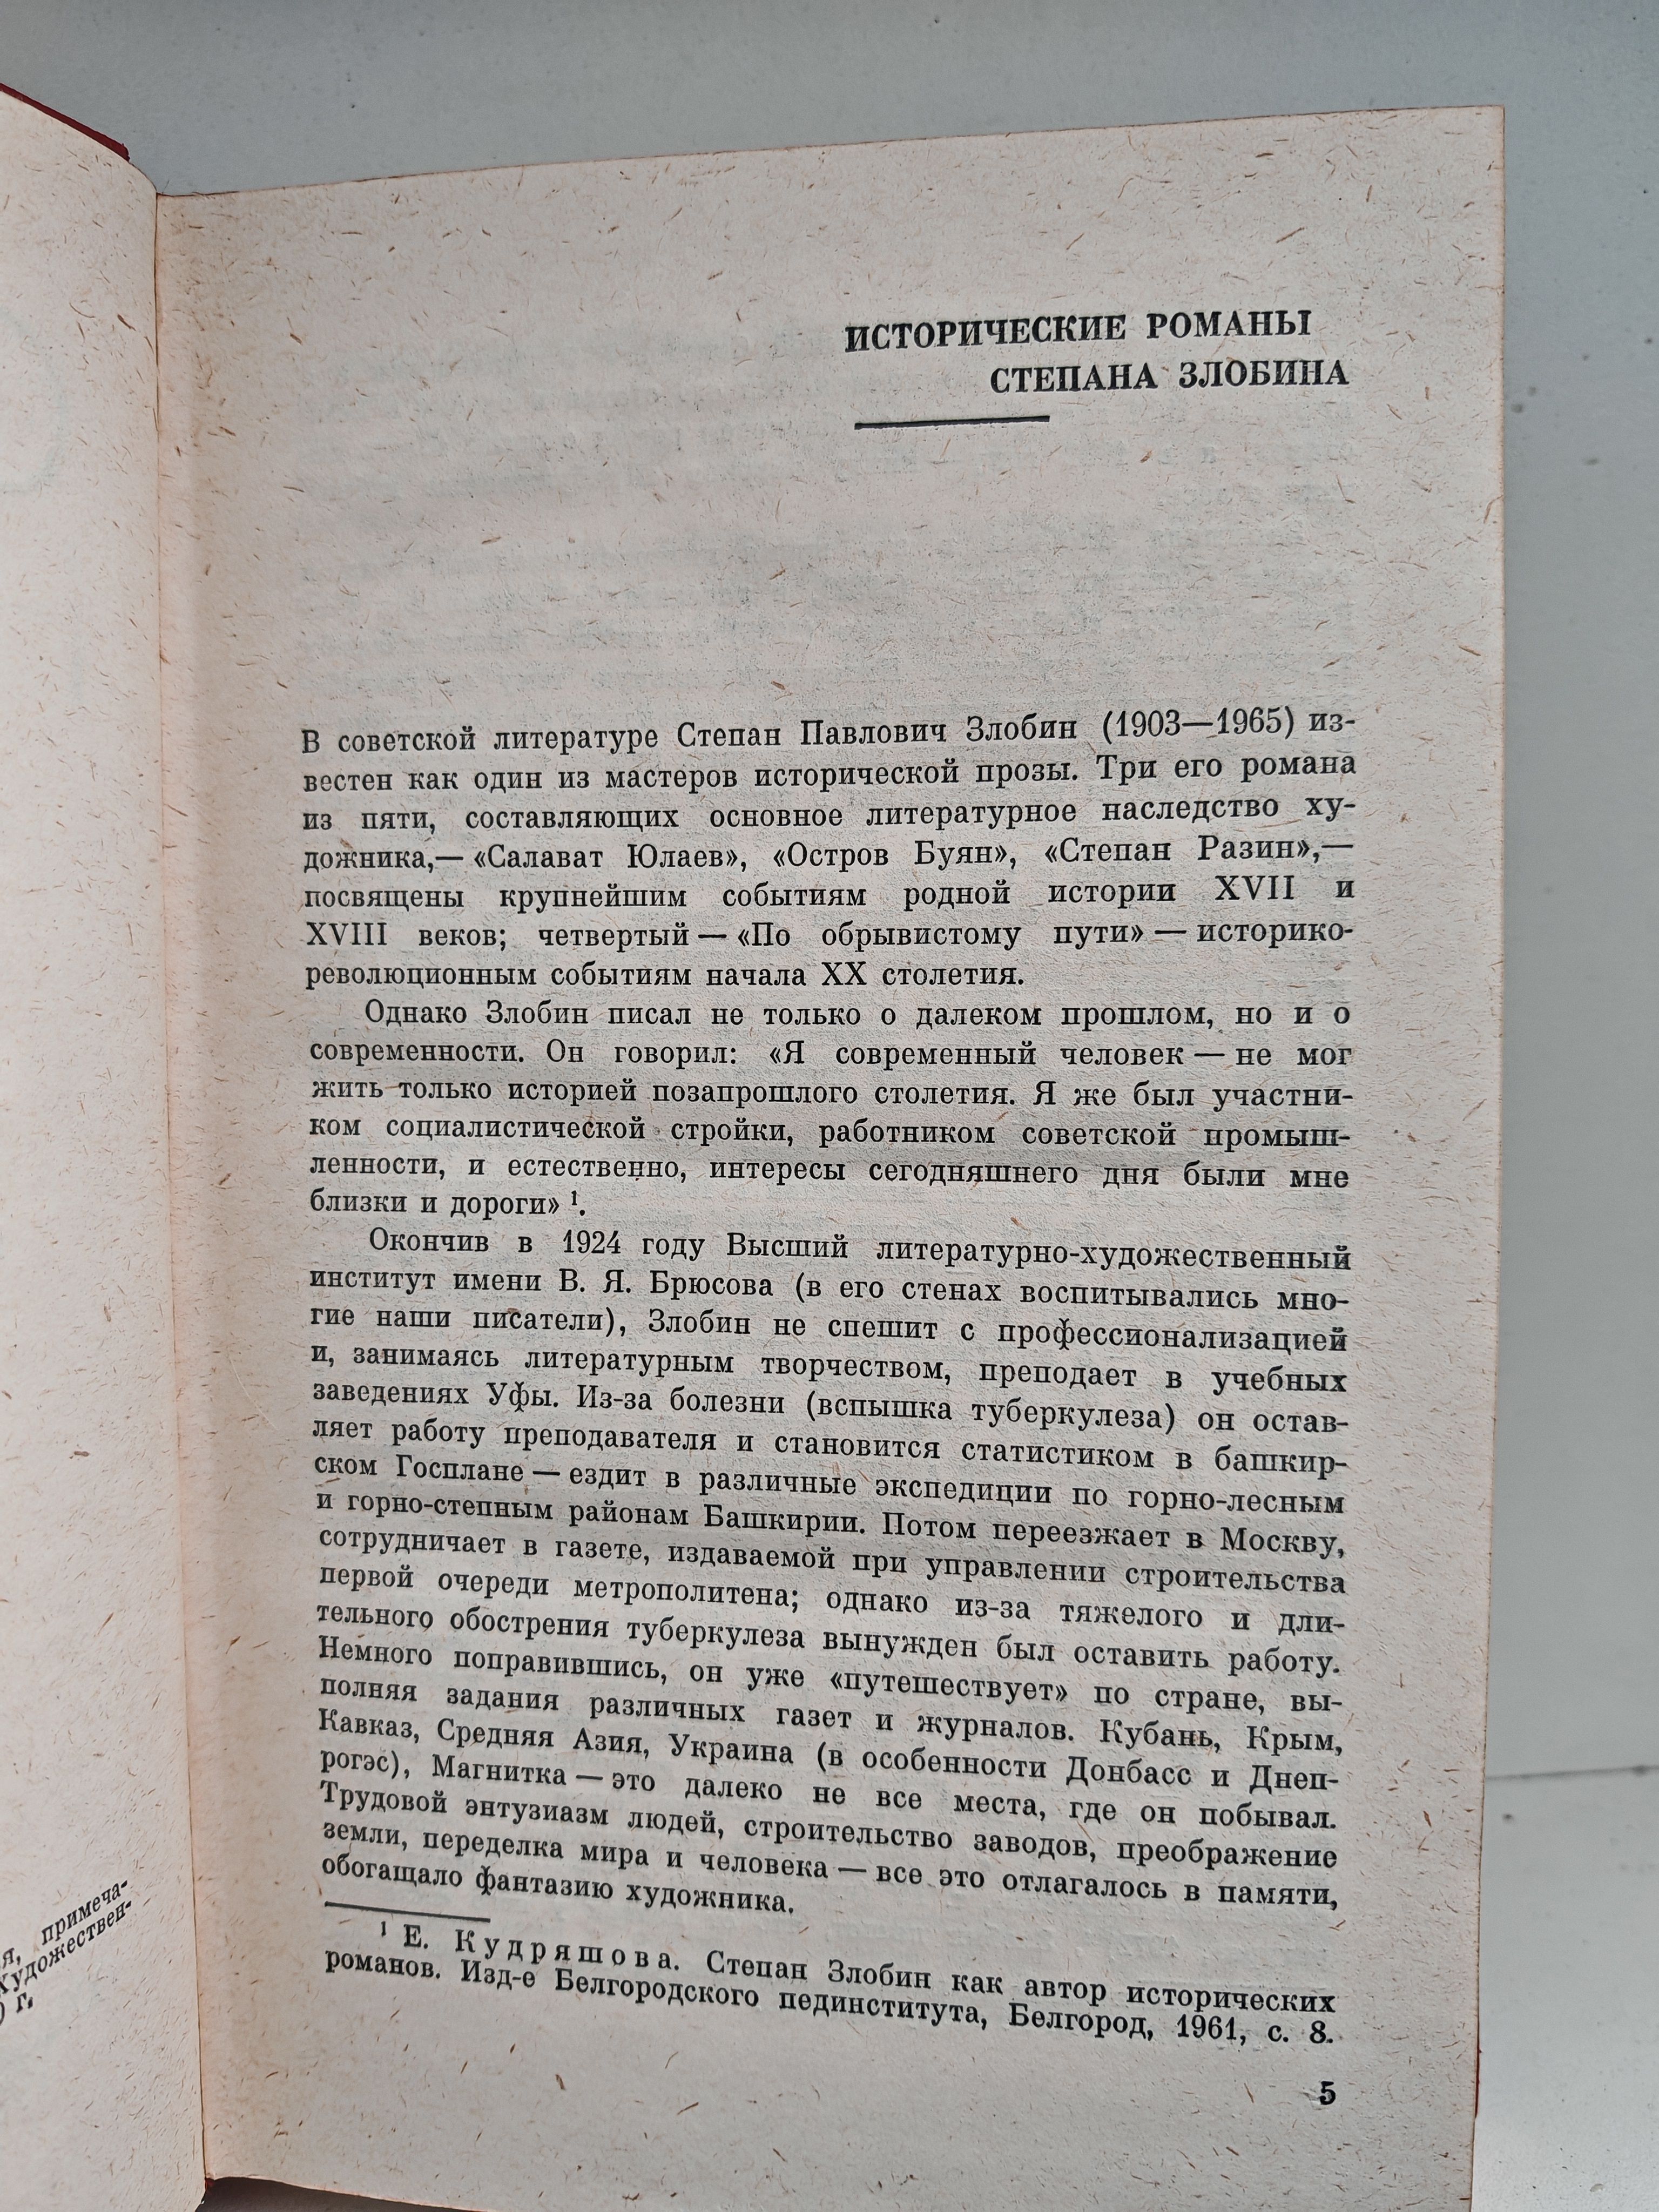 ИСТОРИЧЕСКИЕ РОМАНЫ
СТЕПАНА ЗЛОБИНА
В советской литературе Степан Павлович Злобин (1903—1965) из-
вестен как один из мастеров исторической прозы. Три его романа
из пяти, составляющих основное литературное наследство ху-
дожника,— «Салават Юлаев», «Остров Буян», «Степан Разин»,—
посвящены крупнейшим событиям родной истории XVII и
XVIII веков; четвертый — «По обрывистому пути» — историко-
революционным событиям начала XX столетия.
Однако Злобин писал не только о далеком прошлом, но и о
современности. Он говорил: «Я современный человек — не мог
жить только историей позапрошлого столетия. Я же был участни-
ком социалистической стройки, работником советской промыш-
ленности, и естественно, интересы сегодняшнего дня были мне
близки и дороги» ¹.
Окончив в 1924 году Высший литературно-художественный
институт имени В. Я. Брюсова (в его стенах воспитывались мно-
гие наши писатели), Злобин не спешит с профессионализацией
и, занимаясь литературным творчеством, преподает в учебных
заведениях Уфы. Из-за болезни (вспышка туберкулеза) он остав-
ляет работу преподавателя и становится статистиком в башкир-
ском Госплане — ездит в различные экспедиции по горно-лесным
и горно-степным районам Башкирии. Потом переезжает в Москву,
сотрудничает в газете, издаваемой при управлении строительства
первой очереди метрополитена; однако из-за тяжелого и дли-
тельного обострения туберкулеза вынужден был оставить работу.
Немного поправившись, он уже «путешествует» по стране, вы-
полняя задания различных газет и журналов. Кубань, Крым,
Кавказ, Средняя Азия, Украина (в особенности Донбасс и Днеп-
рогэс), Магнитка — это далеко не все места, где он побывал.
Трудовой энтузиазм людей, строительство заводов, преображение
земли, переделка мира и человека — все это отлагалось в памяти,
обогащало фантазию художника.
¹ Е. Кудряшова. Степан Злобин как автор исторических
романов. Изд-е Белгородского пединститута, Белгород, 1961, с. 8.
5
примеча-
Художествен-
г.